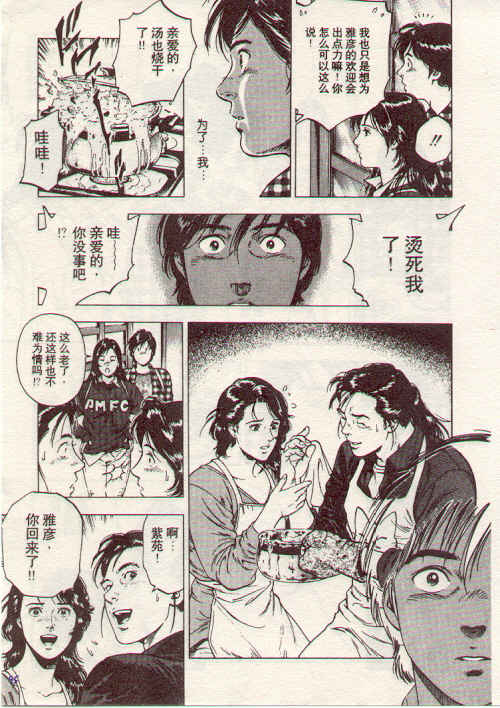 我也只是想为
雅彦的欢迎会
出点力嘛！你
怎么可以这么
说！
!!
为了…我…
亲爱的，
汤也烧干
了!!
哇哇！
烫死我
了！
哇——
亲爱的，
你没事吧
!?
这么老了，
还这样也不
难为情吗!?
AMFC
啊…
紫苑！
雅彦，
你回来了!!